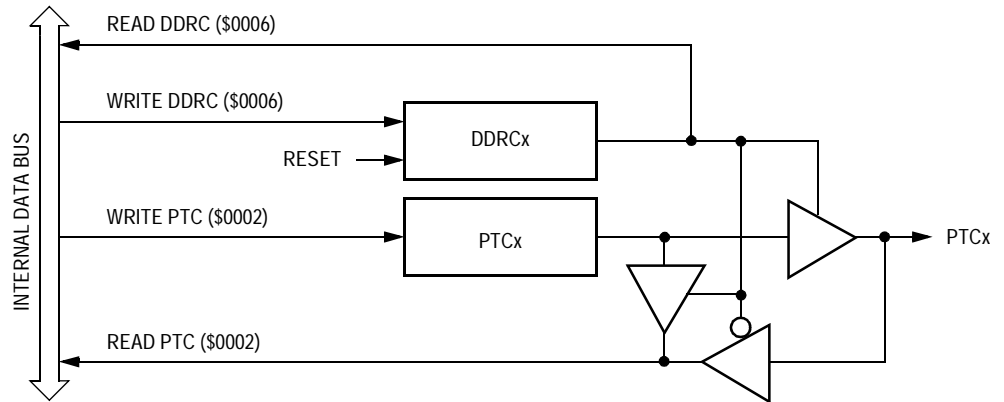 READ DDRC ($0006)
WRITE DDRC ($0006)
DDRCx
RESET
WRITE PTC ($0002)
PTCx
PTCx
READ PTC ($0002)
INTERNAL DATA BUS